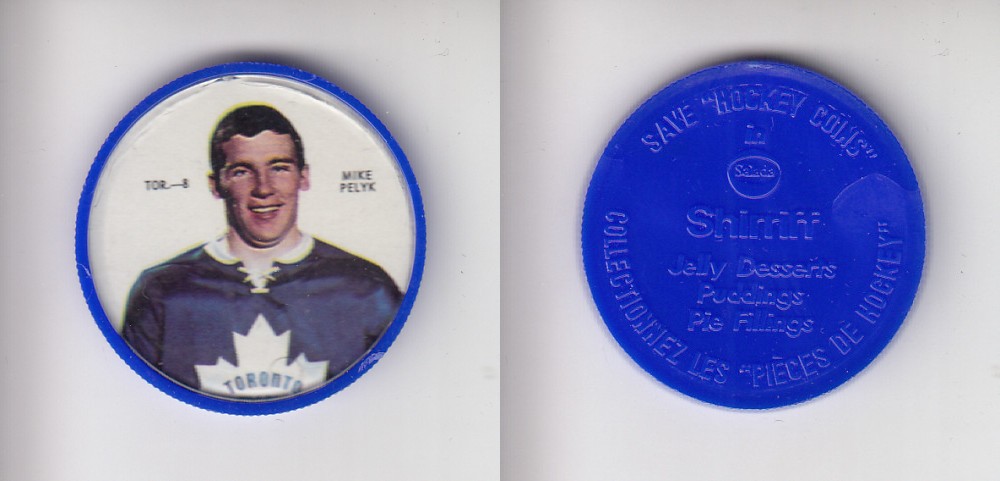 TOR.—8
MIKE
PELYK
TORONTO
SAVE "HOCKEY COINS"
in
Salada
Shirriff
Jelly Desserts
Puddings
Pie Fillings
COLLECTIONNEZ LES "PIÈCES DE HOCKEY"